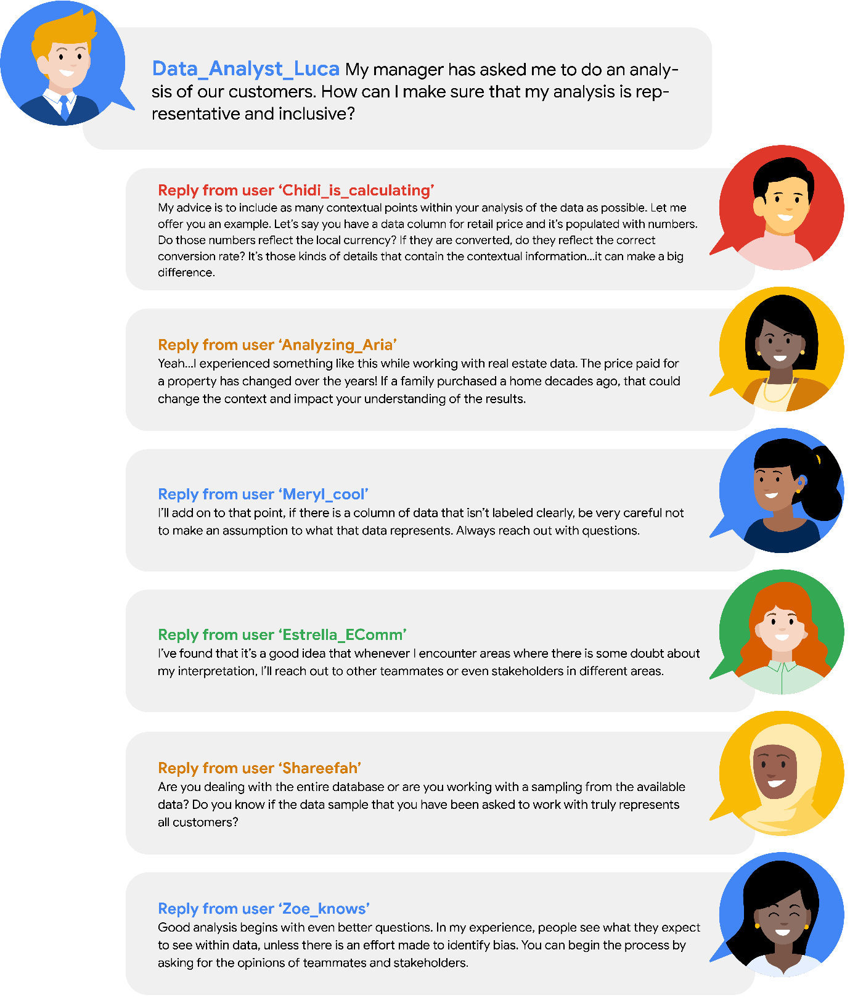 Data_Analyst_Luca My manager has asked me to do an analy-
sis of our customers. How can I make sure that my analysis is rep-
resentative and inclusive?
Reply from user ‘Chidi_is_calculating’
My advice is to include as many contextual points within your analysis of the data as possible. Let me
offer you an example. Let’s say you have a data column for retail price and it’s populated with numbers.
Do those numbers reflect the local currency? If they are converted, do they reflect the correct
conversion rate? It’s those kinds of details that contain the contextual information...it can make a big
difference.
Reply from user ‘Analyzing_Aria’
Yeah...I experienced something like this while working with real estate data. The price paid for
a property has changed over the years! If a family purchased a home decades ago, that could
change the context and impact your understanding of the results.
Reply from user ‘Meryl_cool’
I’ll add on to that point, if there is a column of data that isn’t labeled clearly, be very careful not
to make an assumption to what that data represents. Always reach out with questions.
Reply from user ‘Estrella_EComm’
I’ve found that it’s a good idea that whenever I encounter areas where there is some doubt about
my interpretation, I’ll reach out to other teammates or even stakeholders in different areas.
Reply from user ‘Shareefah’
Are you dealing with the entire database or are you working with a sampling from the available
data? Do you know if the data sample that you have been asked to work with truly represents
all customers?
Reply from user ‘Zoe_knows’
Good analysis begins with even better questions. In my experience, people see what they expect
to see within data, unless there is an effort made to identify bias. You can begin the process by
asking for the opinions of teammates and stakeholders.